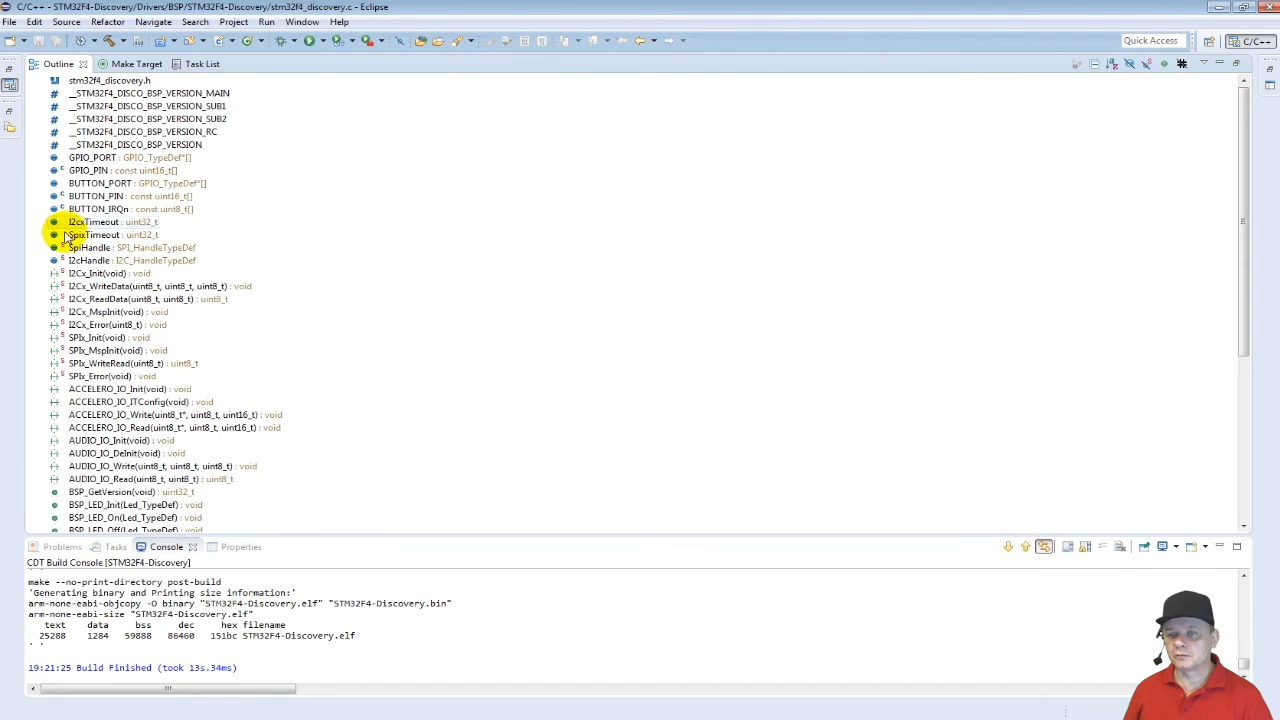 C/C++ - STM32F4-Discovery/Drivers/BSP/STM32F4-Discovery/stm32f4_discovery.c - Eclipse
File Edit Source Refactor Navigate Search Project Run Window Help
Quick Access C/C++
Outline Make Target Task List
stm32f4_discovery.h
# __STM32F4_DISCO_BSP_VERSION_MAIN
# __STM32F4_DISCO_BSP_VERSION_SUB1
# __STM32F4_DISCO_BSP_VERSION_SUB2
# __STM32F4_DISCO_BSP_VERSION_RC
# __STM32F4_DISCO_BSP_VERSION
GPIO_PORT : GPIO_TypeDef*[]
C GPIO_PIN : const uint16_t[]
BUTTON_PORT : GPIO_TypeDef*[]
C BUTTON_PIN : const uint16_t[]
C BUTTON_IRQn : const uint8_t[]
I2cxTimeout : uint32_t
SpixTimeout : uint32_t
S SpiHandle : SPI_HandleTypeDef
S I2cHandle : I2C_HandleTypeDef
S I2Cx_Init(void) : void
S I2Cx_WriteData(uint8_t, uint8_t, uint8_t) : void
S I2Cx_ReadData(uint8_t, uint8_t) : uint8_t
S I2Cx_MspInit(void) : void
S I2Cx_Error(uint8_t) : void
S SPIx_Init(void) : void
S SPIx_MspInit(void) : void
S SPIx_WriteRead(uint8_t) : uint8_t
S SPIx_Error(void) : void
ACCELERO_IO_Init(void) : void
ACCELERO_IO_ITConfig(void) : void
ACCELERO_IO_Write(uint8_t*, uint8_t, uint16_t) : void
ACCELERO_IO_Read(uint8_t*, uint8_t, uint16_t) : void
AUDIO_IO_Init(void) : void
AUDIO_IO_DeInit(void) : void
AUDIO_IO_Write(uint8_t, uint8_t, uint8_t) : void
AUDIO_IO_Read(uint8_t, uint8_t) : uint8_t
BSP_GetVersion(void) : uint32_t
BSP_LED_Init(Led_TypeDef) : void
BSP_LED_On(Led_TypeDef) : void
BSP_LED_Off(Led_TypeDef) : void
Problems Tasks Console Properties
CDT Build Console [STM32F4-Discovery]
make --no-print-directory post-build
'Generating binary and Printing size information:'
arm-none-eabi-objcopy -O binary "STM32F4-Discovery.elf" "STM32F4-Discovery.bin"
arm-none-eabi-size "STM32F4-Discovery.elf"
text data bss dec hex filename
25288 1284 59888 86460 151bc STM32F4-Discovery.elf
' '
19:21:25 Build Finished (took 13s.34ms)